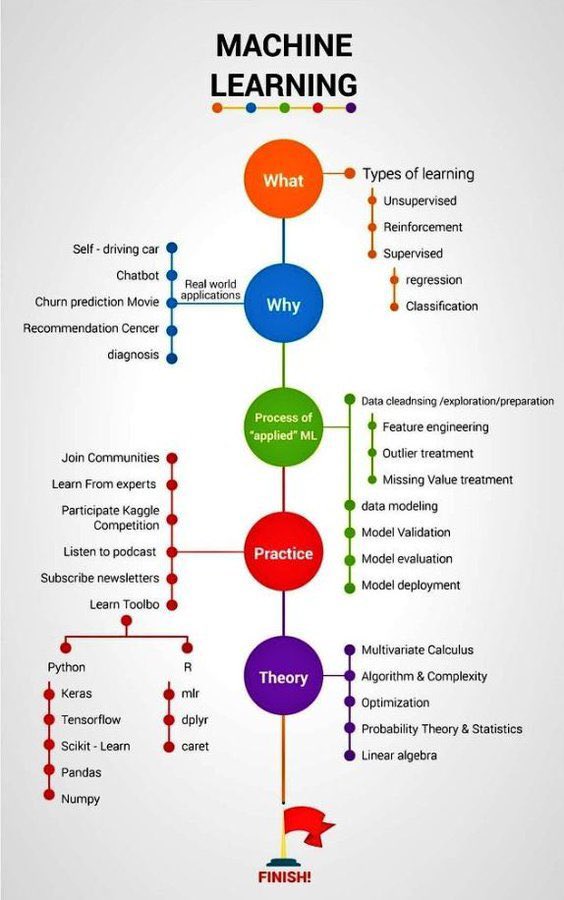 MACHINE
LEARNING
What
Types of learning
Unsupervised
Reinforcement
Supervised
regression
Classification
Self - driving car
Chatbot
Churn prediction Movie
Recommendation Cencer
diagnosis
Real world
applications
Why
Process of
"applied" ML
Data cleadnsing /exploration/preparation
Feature engineering
Outlier treatment
Missing Value treatment
data modeling
Model Validation
Model evaluation
Model deployment
Join Communities
Learn From experts
Participate Kaggle
Competition
Listen to podcast
Subscribe newsletters
Learn Toolbo
Practice
Python
Keras
Tensorflow
Scikit - Learn
Pandas
Numpy
R
mlr
dplyr
caret
Theory
Multivariate Calculus
Algorithm & Complexity
Optimization
Probability Theory & Statistics
Linear algebra
FINISH!